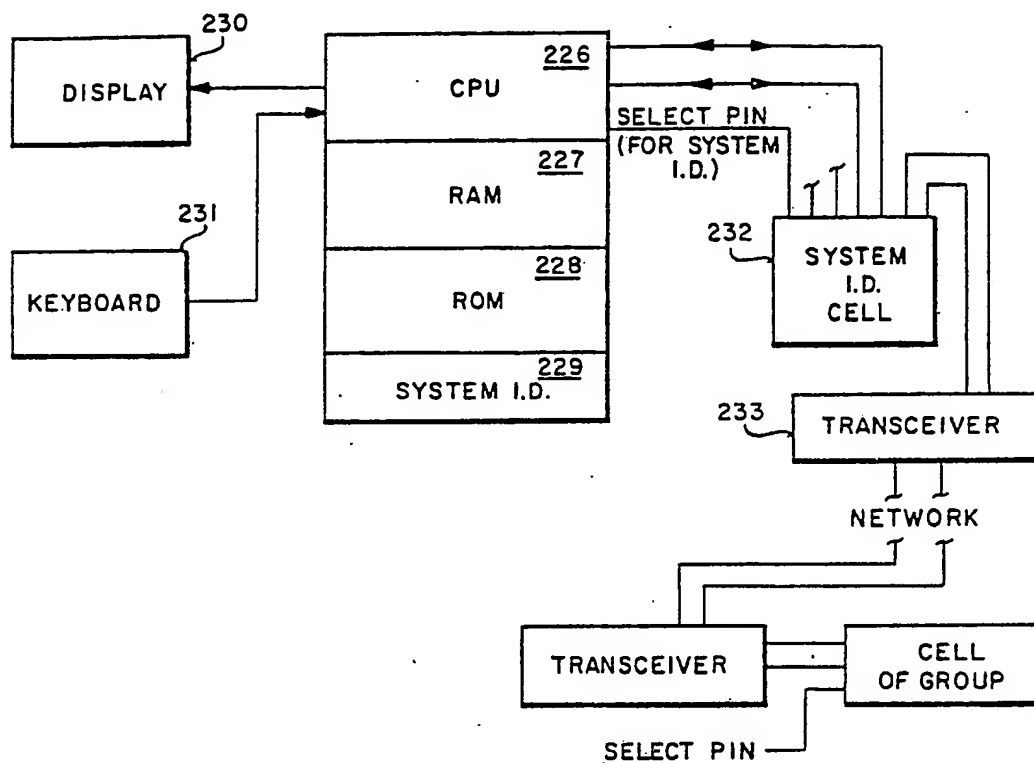 230
DISPLAY
231
KEYBOARD
226
CPU
227
RAM
228
ROM
229
SYSTEM I.D.
SELECT PIN
(FOR SYSTEM
I.D.)
232
SYSTEM
I.D.
CELL
233
TRANSCEIVER
NETWORK
TRANSCEIVER
CELL
OF GROUP
SELECT PIN